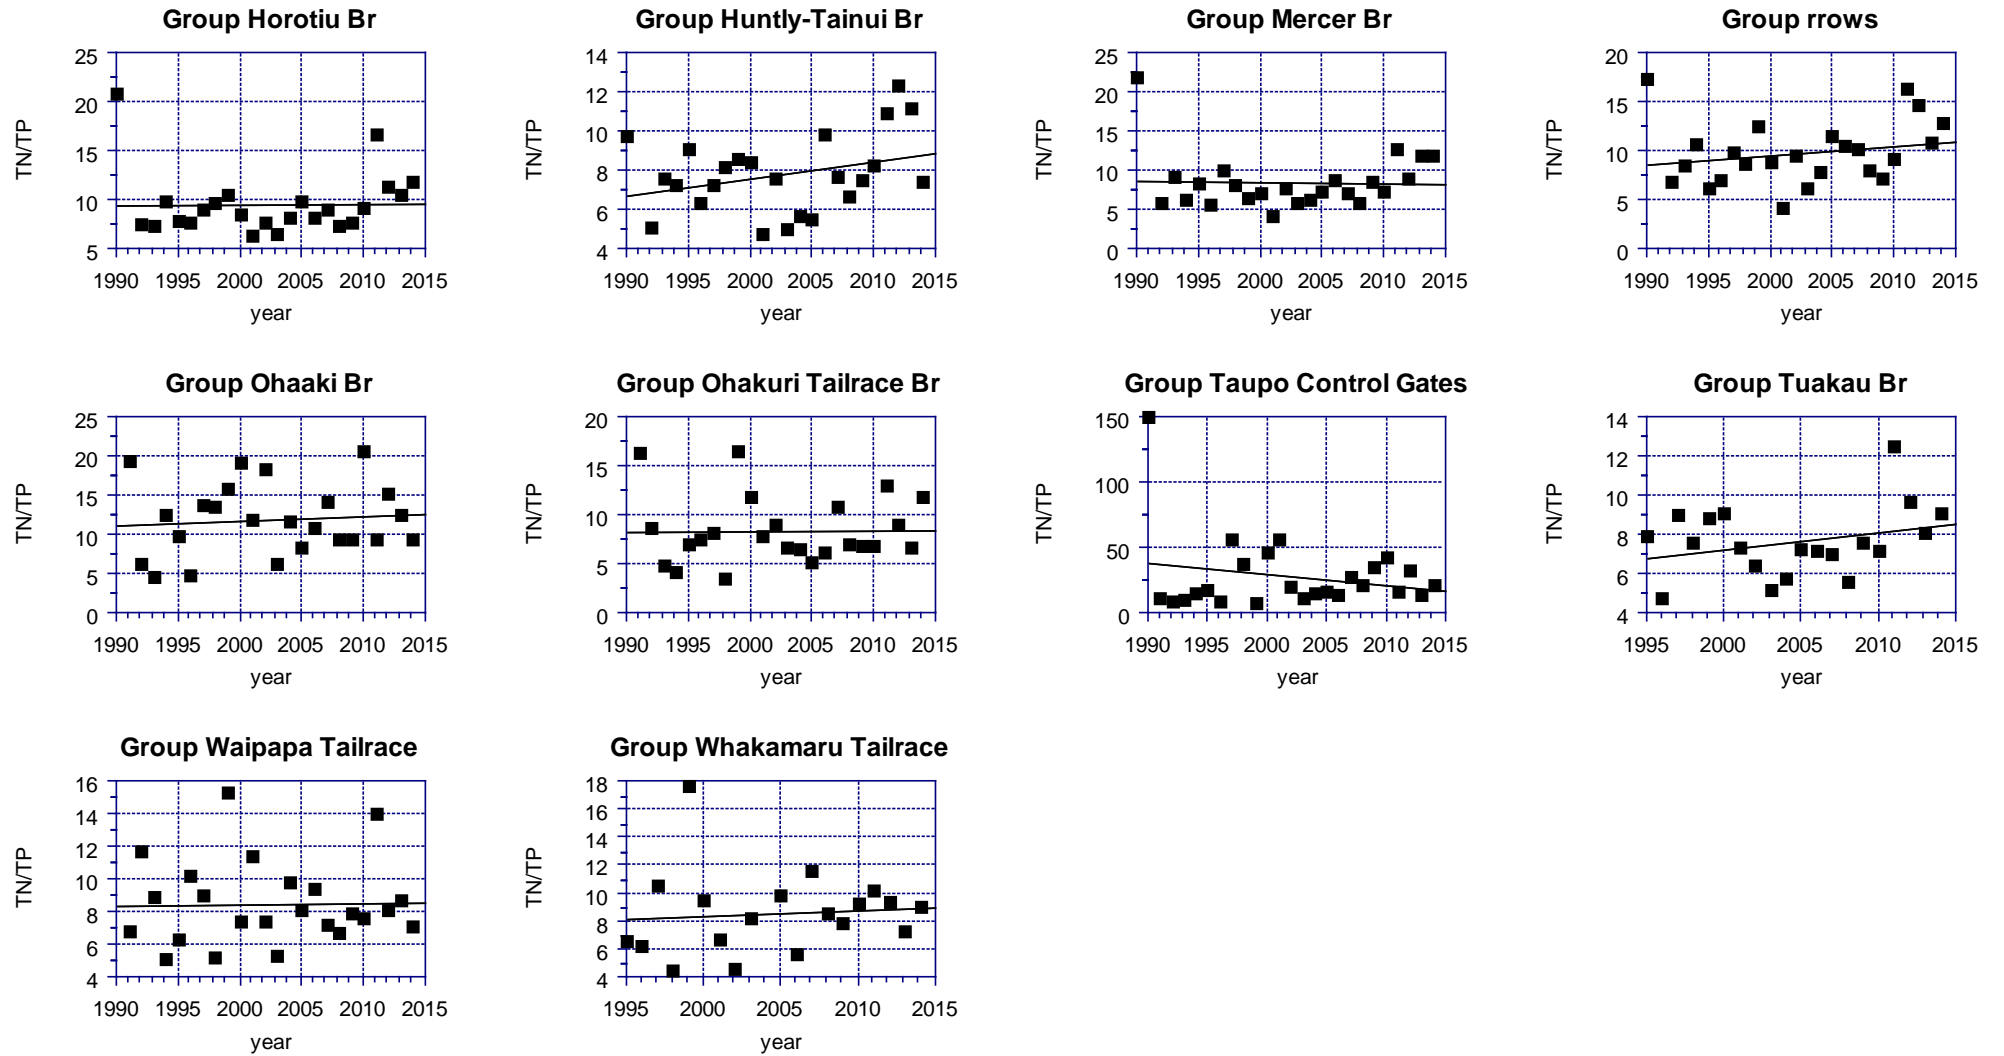 Group Horotiu Br
25
20
15
10
5
TN/TP
1990 1995 2000 2005 2010 2015
year
Group Huntly-Tainui Br
14
12
10
8
6
4
TN/TP
1990 1995 2000 2005 2010 2015
year
Group Mercer Br
25
20
15
10
5
0
TN/TP
1990 1995 2000 2005 2010 2015
year
Group rrows
20
15
10
5
0
TN/TP
1990 1995 2000 2005 2010 2015
year
Group Ohaaki Br
25
20
15
10
5
0
TN/TP
1990 1995 2000 2005 2010 2015
year
Group Ohakuri Tailrace Br
20
15
10
5
0
TN/TP
1990 1995 2000 2005 2010 2015
year
Group Taupo Control Gates
150
100
50
0
TN/TP
1990 1995 2000 2005 2010 2015
year
Group Tuakau Br
14
12
10
8
6
4
TN/TP
1995 2000 2005 2010 2015
year
Group Waipapa Tailrace
16
14
12
10
8
6
4
TN/TP
1990 1995 2000 2005 2010 2015
year
Group Whakamaru Tailrace
18
16
14
12
10
8
6
4
TN/TP
1995 2000 2005 2010 2015
year